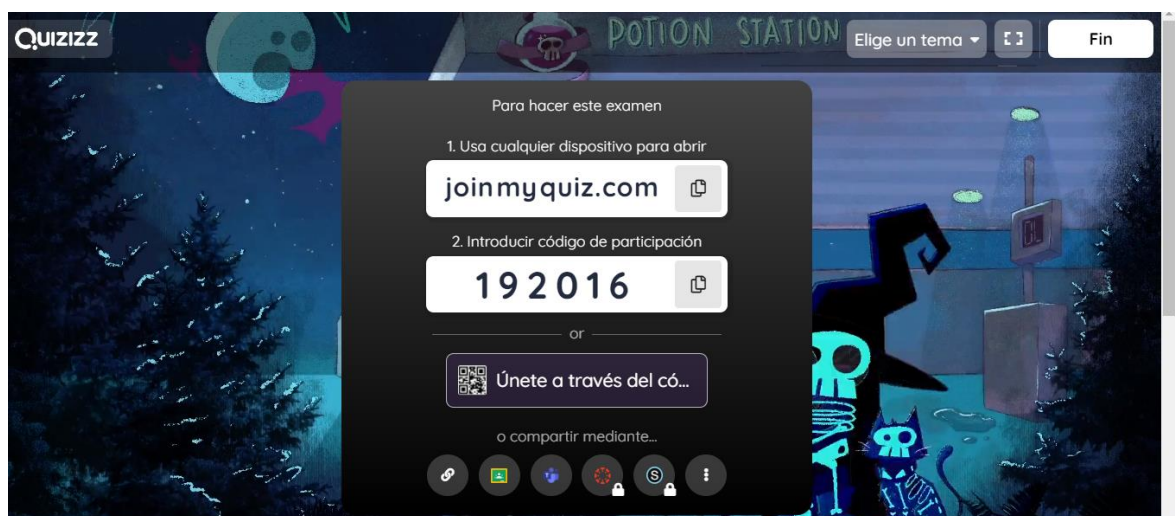 QUIZIZZ
POTION STATION
Elige un tema
Fin
Para hacer este examen
1. Usa cualquier dispositivo para abrir
joinmyquiz.com
2. Introducir código de participación
192016
or
Únete a través del có...
o compartir mediante...
S